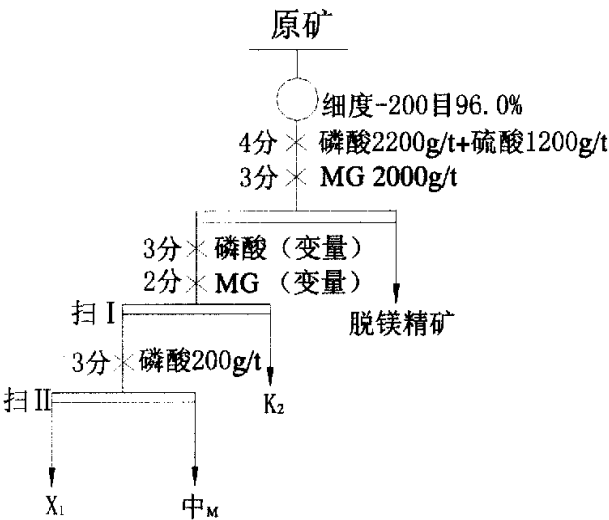 原矿
细度-200目96.0%
4分 磷酸2200g/t+硫酸1200g/t
3分 MG 2000g/t
3分 磷酸（变量）
2分 MG （变量）
扫Ⅰ
脱镁精矿
3分 磷酸200g/t
扫Ⅱ
K₂
X₁
中ₘ